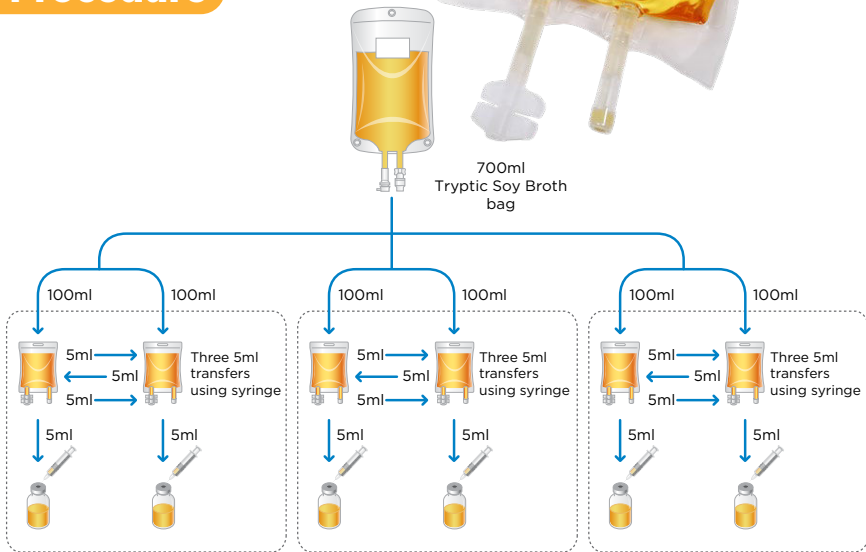 Procedure
700ml
Tryptic Soy Broth
bag
100ml
100ml
100ml
100ml
100ml
100ml
5ml
5ml
5ml
Three 5ml
transfers
using syringe
5ml
5ml
5ml
5ml
5ml
Three 5ml
transfers
using syringe
5ml
5ml
5ml
5ml
5ml
Three 5ml
transfers
using syringe
5ml
5ml